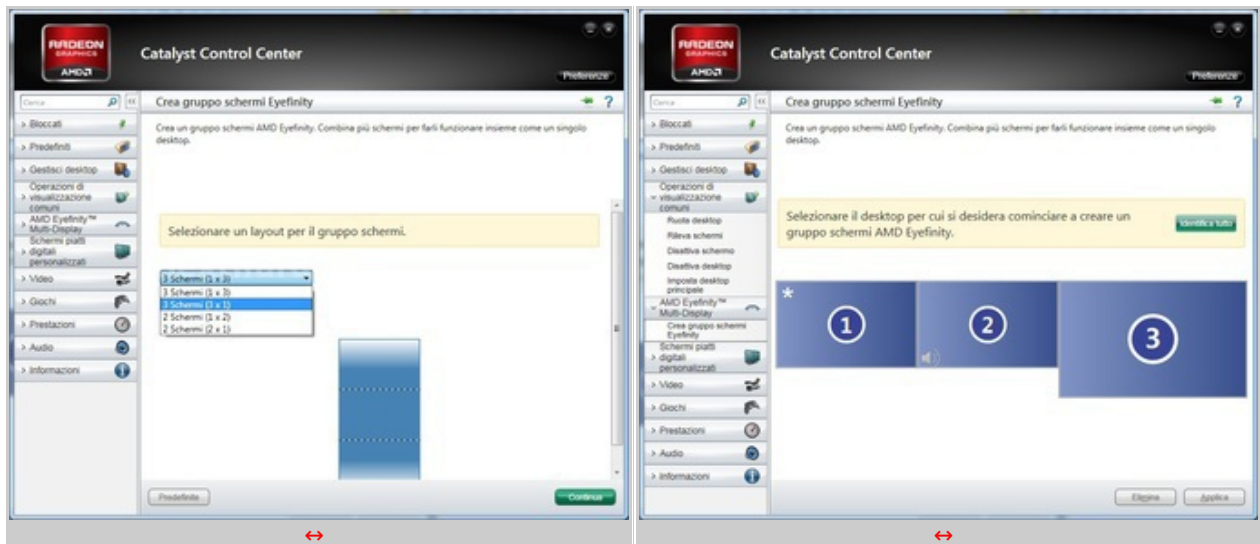 RADEON
GRAPHICS
AMD
Catalyst Control Center
Preferenze
Cerca
Crea gruppo schermi Eyefinity
?
Bloccati
Predefiniti
Gestisci desktop
Operazioni di
visualizzazione
comuni
AMD Eyefinity™
Multi-Display
Schermi piatti
digitali
personalizzati
Video
Giochi
Prestazioni
Audio
Informazioni
Crea un gruppo schermi AMD Eyefinity. Combina più schermi per farli funzionare insieme come un singolo
desktop.
Selezionare un layout per il gruppo schermi.
3 Schermi (1 x 3)
3 Schermi (1 x 3)
3 Schermi (3 x 1)
2 Schermi (1 x 2)
2 Schermi (2 x 1)
Predefinite
Continua
RADEON
GRAPHICS
AMD
Catalyst Control Center
Preferenze
Cerca
Crea gruppo schermi Eyefinity
?
Bloccati
Predefiniti
Gestisci desktop
Operazioni di
visualizzazione
comuni
Ruota desktop
Rileva schermi
Disattiva schermo
Disattiva desktop
Imposta desktop
principale
AMD Eyefinity™
Multi-Display
Crea gruppo schermi
Eyefinity
Schermi piatti
digitali
personalizzati
Video
Giochi
Prestazioni
Audio
Informazioni
Crea un gruppo schermi AMD Eyefinity. Combina più schermi per farli funzionare insieme come un singolo
desktop.
Selezionare il desktop per cui si desidera cominciare a creare un
gruppo schermi AMD Eyefinity.
Identifica tutto
* 1
2
3
Elimina
Applica